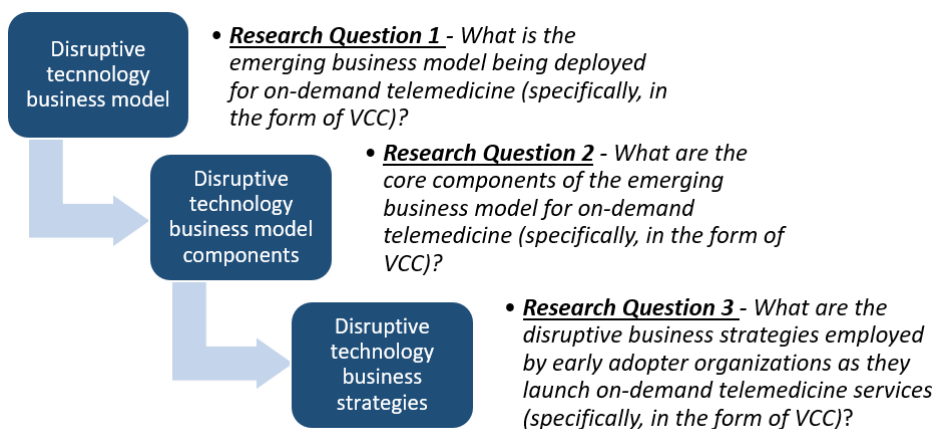 Disruptive
tecnology
business model
• Research Question 1 - What is the
emerging business model being deployed
for on-demand telemedicine (specifically, in
the form of VCC)?
Disruptive
technology
business model
components
• Research Question 2 - What are the
core components of the emerging
business model for on-demand
telemedicine (specifically, in the form of
VCC)?
Disruptive
technology
business
strategies
• Research Question 3 - What are the
disruptive business strategies employed
by early adopter organizations as they
launch on-demand telemedicine services
(specifically, in the form of VCC)?